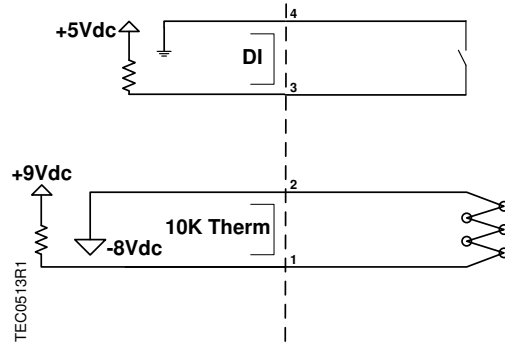 4
+5Vdc
DI
3
+9Vdc
2
10K Therm
-8Vdc
1
TEC0513R1